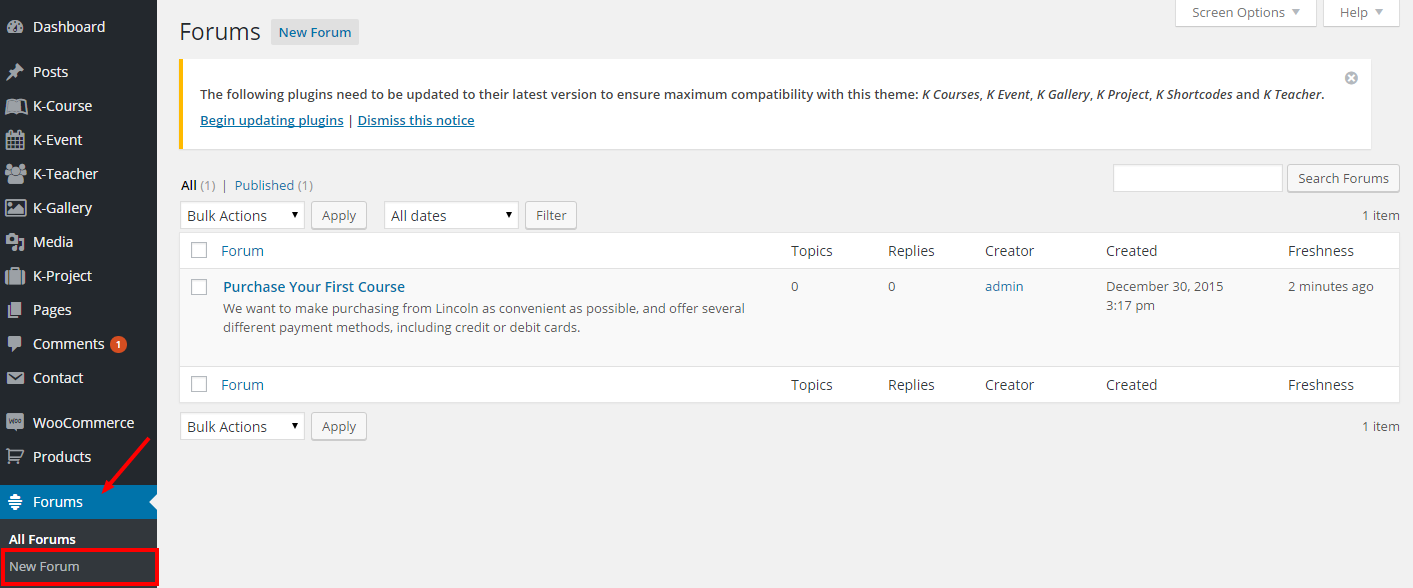 Dashboard
Posts
K-Course
K-Event
K-Teacher
K-Gallery
Media
K-Project
Pages
Comments 1
Contact
WOO WooCommerce
Products
Forums
All Forums
New Forum
Screen Options Help
Forums New Forum
The following plugins need to be updated to their latest version to ensure maximum compatibility with this theme: K Courses, K Event, K Gallery, K Project, K Shortcodes and K Teacher.
Begin updating plugins | Dismiss this notice
All (1) | Published (1)
Search Forums
Bulk Actions Apply All dates Filter
1 item
Forum Topics Replies Creator Created Freshness
Purchase Your First Course 0 0 admin December 30, 2015 2 minutes ago
3:17 pm
We want to make purchasing from Lincoln as convenient as possible, and offer several
different payment methods, including credit or debit cards.
Forum Topics Replies Creator Created Freshness
Bulk Actions Apply 1 item